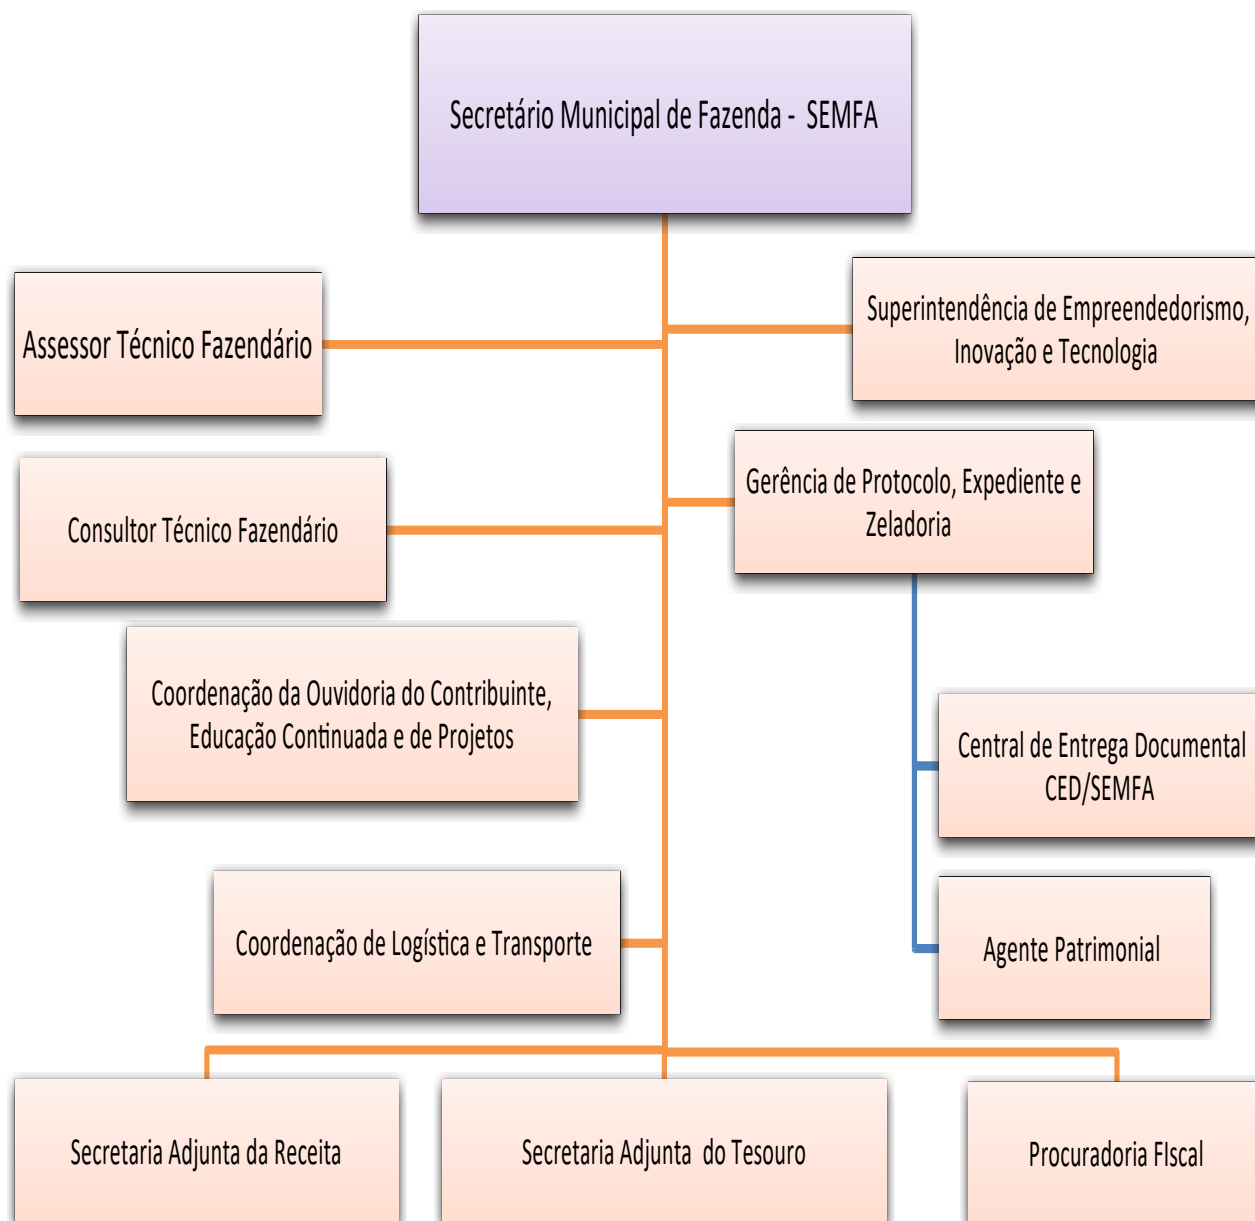 Secretário Municipal de Fazenda - SEMFA
Assessor Técnico Fazendário
Superintendência de Empreendedorismo,
Inovação e Tecnologia
Consultor Técnico Fazendário
Gerência de Protocolo, Expediente e
Zeladoria
Coordenação da Ouvidoria do Contribuinte,
Educação Continuada e de Projetos
Central de Entrega Documental
CED/SEMFA
Coordenação de Logística e Transporte
Agente Patrimonial
Secretaria Adjunta da Receita
Secretaria Adjunta do Tesouro
Procuradoria FIscal